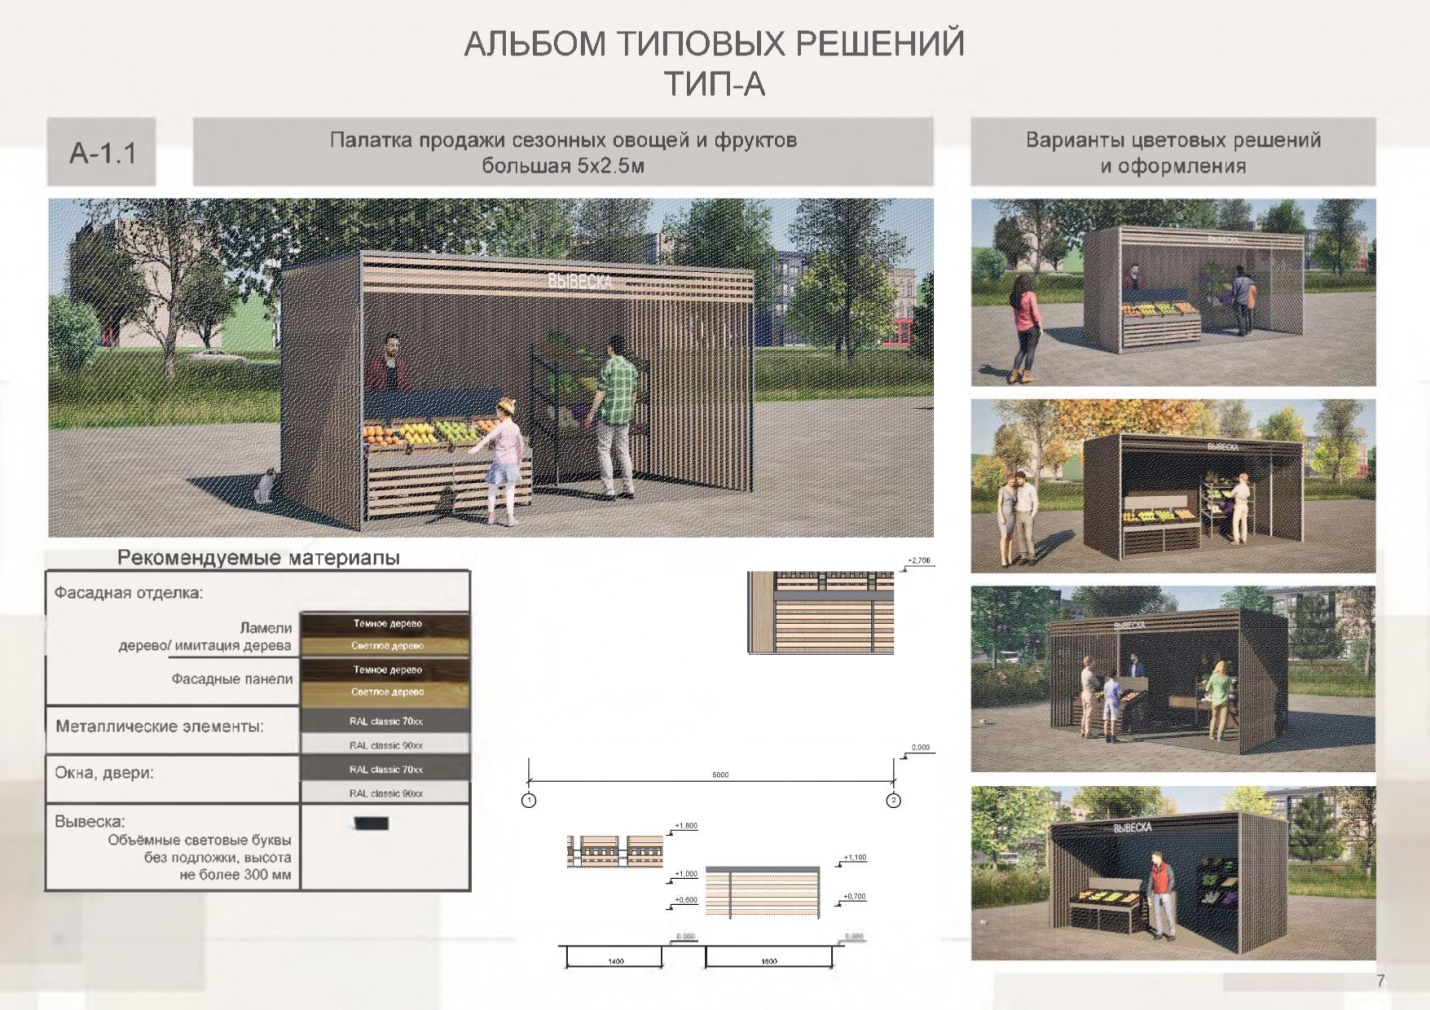 АЛЬБОМ ТИПОВЫХ РЕШЕНИЙ
ТИП-А
А-1.1
Палатка продажи сезонных овощей и фруктов
большая 5х2.5м
Варианты цветовых решений
и оформления
ВЫВЕСКА
ВЫВЕСКА
ВЫВЕСКА
ВЫВЕСКА
ВЫВЕСКА
Рекомендуемые материалы
Фасадная отделка:
Ламели
дерево/ имитация дерева
Темное дерево
Светлое дерево
Фасадные панели
Темное дерево
Светлое дерево
Металлические элементы:
RAL classic 70xx
RAL classic 90xx
Окна, двери:
RAL classic 70xx
RAL classic 90xx
Вывеска:
Объёмные световые буквы
без подложки, высота
не более 300 мм
+2,700
0,000
5000
1
2
+1,600
+1,000
+0,600
0,000
1400
+1,100
+0,700
0,000
1800
7